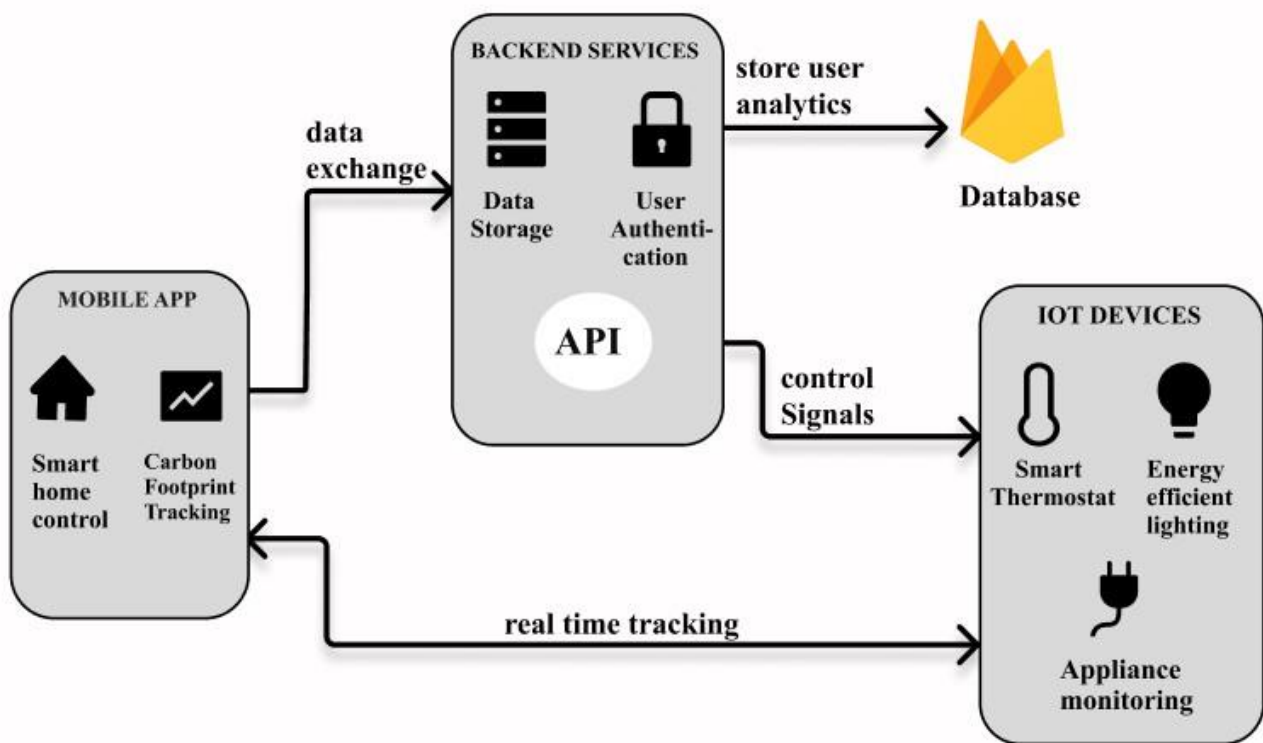 BACKEND SERVICES
Data
Storage
User
Authenti-
cation
API
store user
analytics
Database
data
exchange
MOBILE APP
Smart
home
control
Carbon
Footprint
Tracking
control
Signals
IOT DEVICES
Smart
Thermostat
Energy
efficient
lighting
Appliance
monitoring
real time tracking